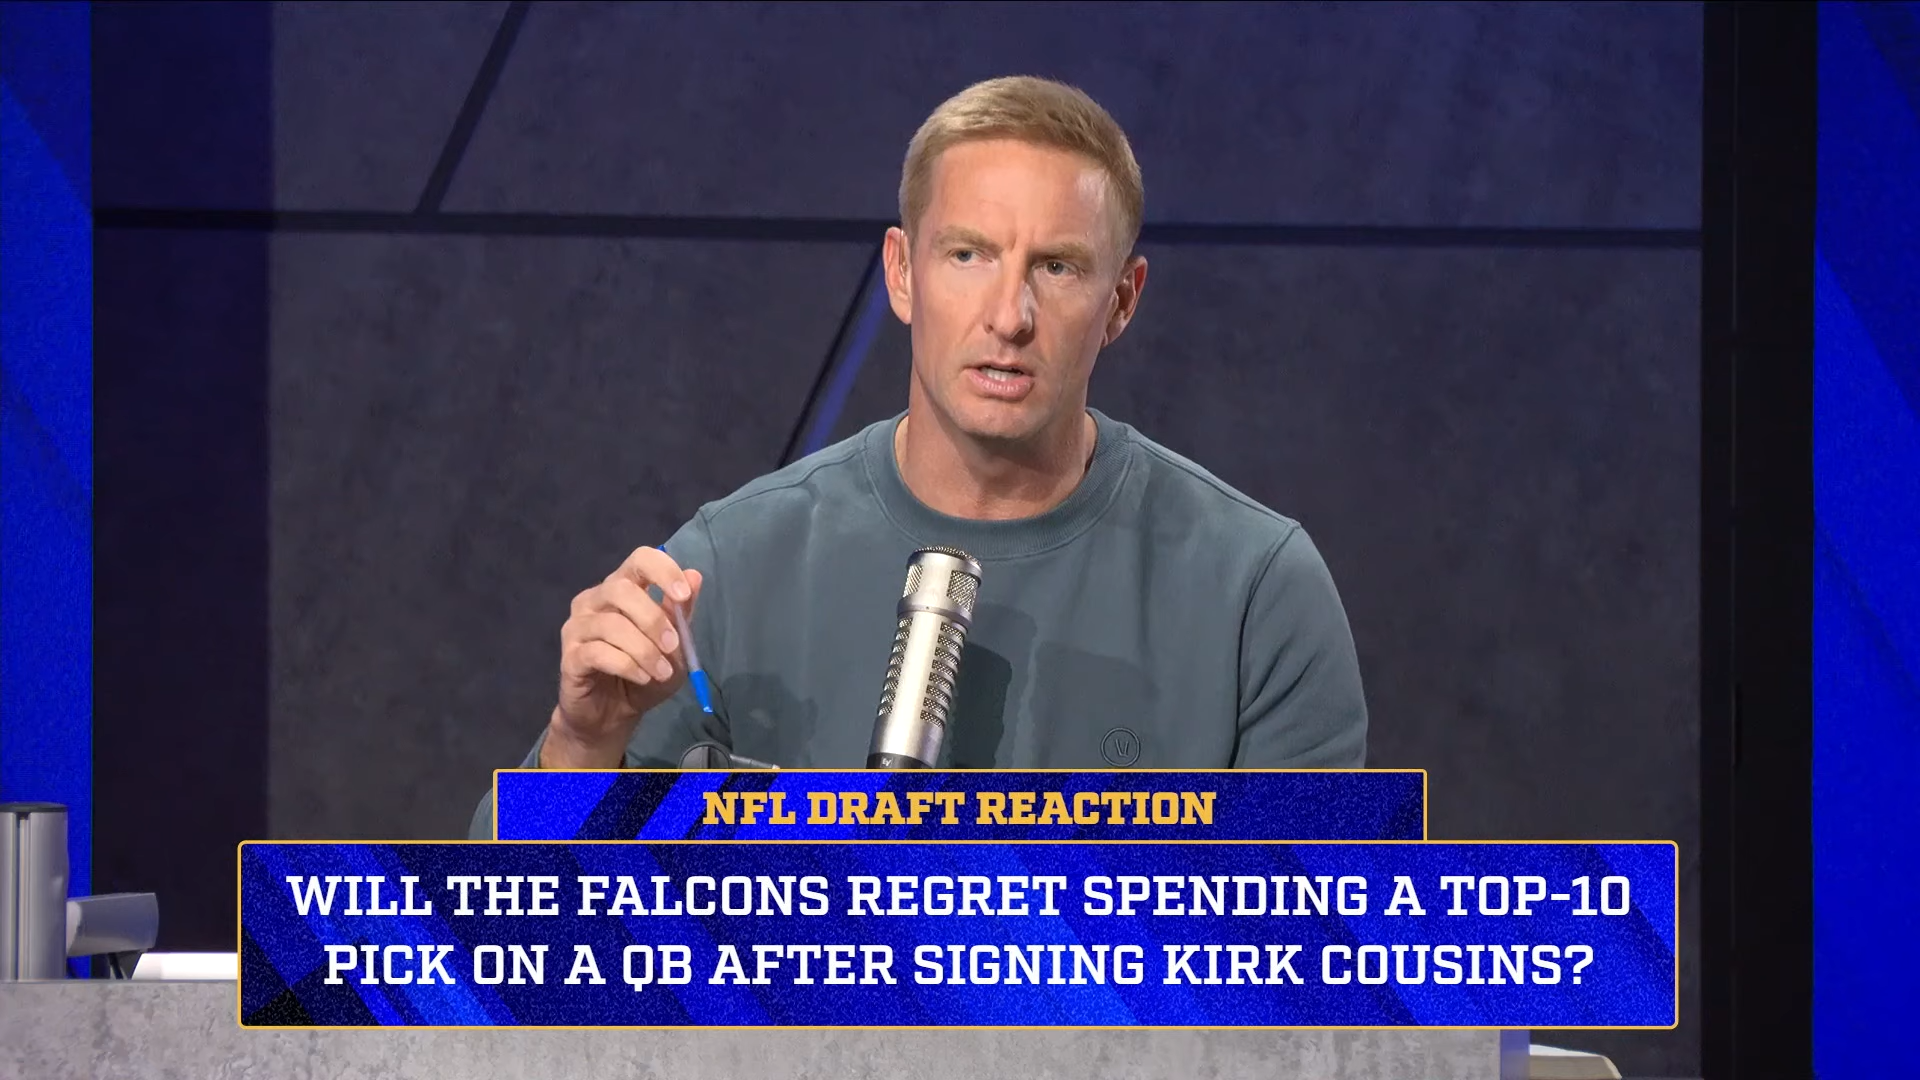 NFL DRAFT REACTION
WILL THE FALCONS REGRET SPENDING A TOP-10
PICK ON A QB AFTER SIGNING KIRK COUSINS?